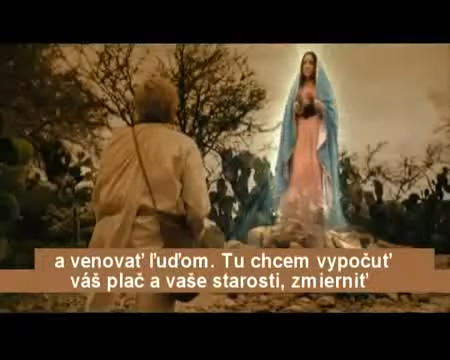 a venovať ľuďom. Tu chcem vypočuť
váš plač a vaše starosti, zmierniť